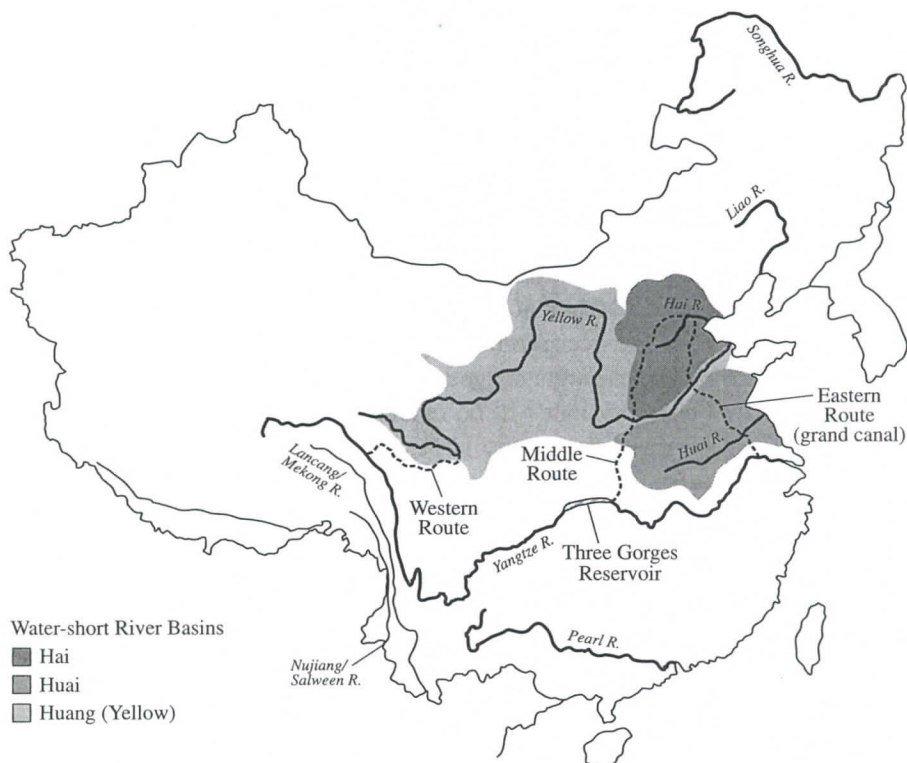 Songhua R.
Liao R.
Hai R.
Yellow R.
Eastern
Route
(grand canal)
Huai R.
Middle
Route
Lancang/
Mekong R.
Western
Route
Yangtze R.
Three Gorges
Reservoir
Pearl R.
Nujiang/
Salween R.
Water-short River Basins
Hai
Huai
Huang (Yellow)